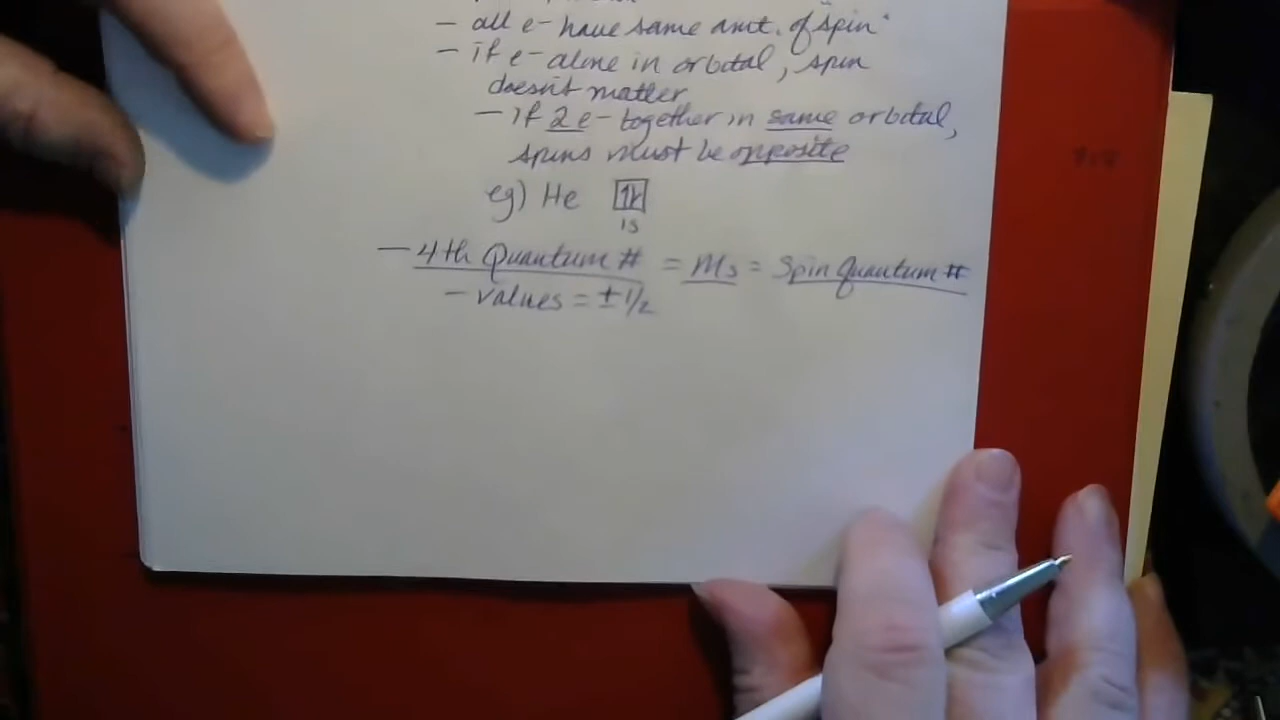 - all e- have same amt. of spin
- if e- alone in orbital, spin
doesn't matter
- if 2 e- together in same orbital,
spins must be opposite
eg) He ↑↓
1s
- 4th Quantum # = Ms = Spin Quantum #
- values = ± 1/2